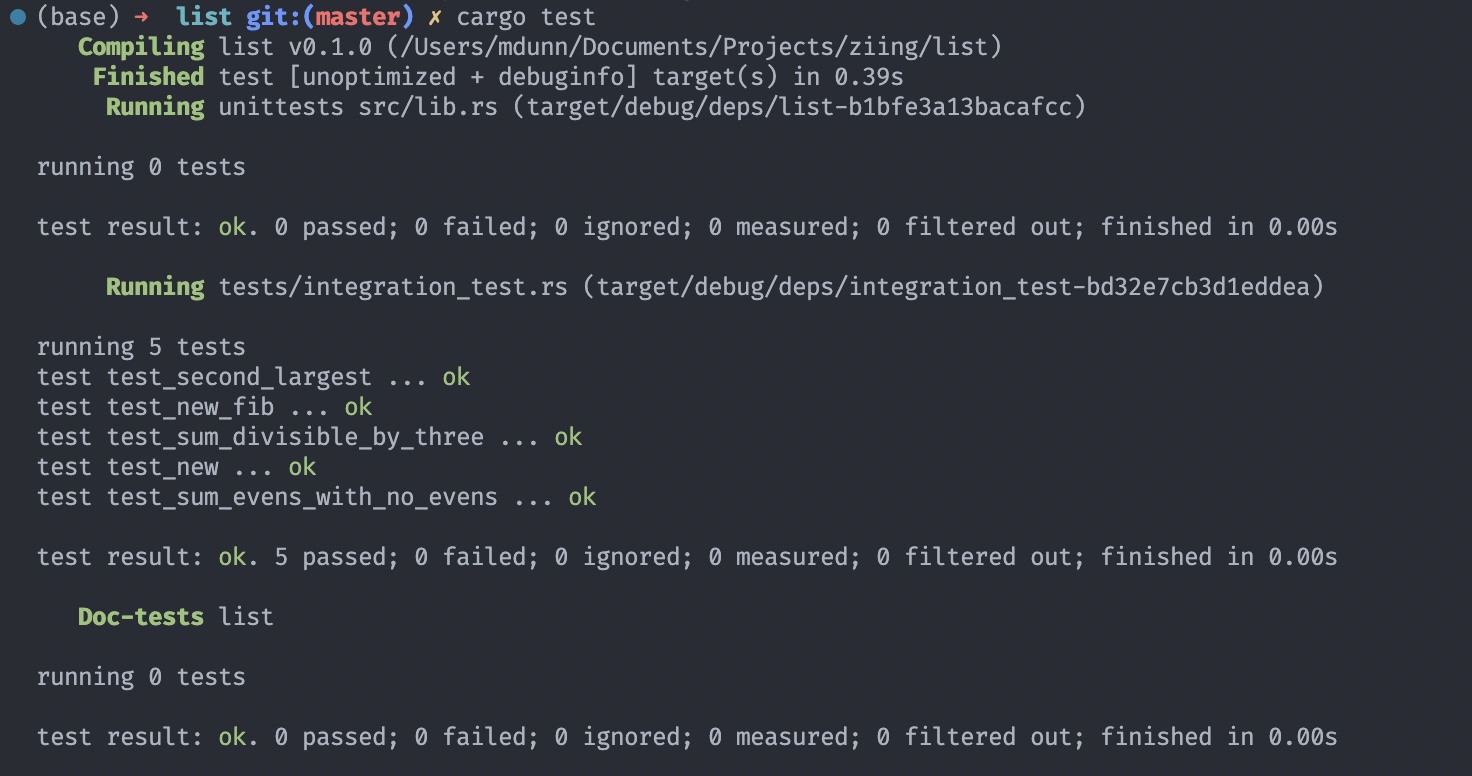 (base) → list git:(master) ✗ cargo test
Compiling list v0.1.0 (/Users/mdunn/Documents/Projects/ziing/list)
Finished test [unoptimized + debuginfo] target(s) in 0.39s
Running unittests src/lib.rs (target/debug/deps/list-b1bfe3a13bacafcc)
running 0 tests
test result: ok. 0 passed; 0 failed; 0 ignored; 0 measured; 0 filtered out; finished in 0.00s
Running tests/integration_test.rs (target/debug/deps/integration_test-bd32e7cb3d1eddea)
running 5 tests
test test_second_largest ... ok
test test_new_fib ... ok
test test_sum_divisible_by_three ... ok
test test_new ... ok
test test_sum_evens_with_no_evens ... ok
test result: ok. 5 passed; 0 failed; 0 ignored; 0 measured; 0 filtered out; finished in 0.00s
Doc-tests list
running 0 tests
test result: ok. 0 passed; 0 failed; 0 ignored; 0 measured; 0 filtered out; finished in 0.00s